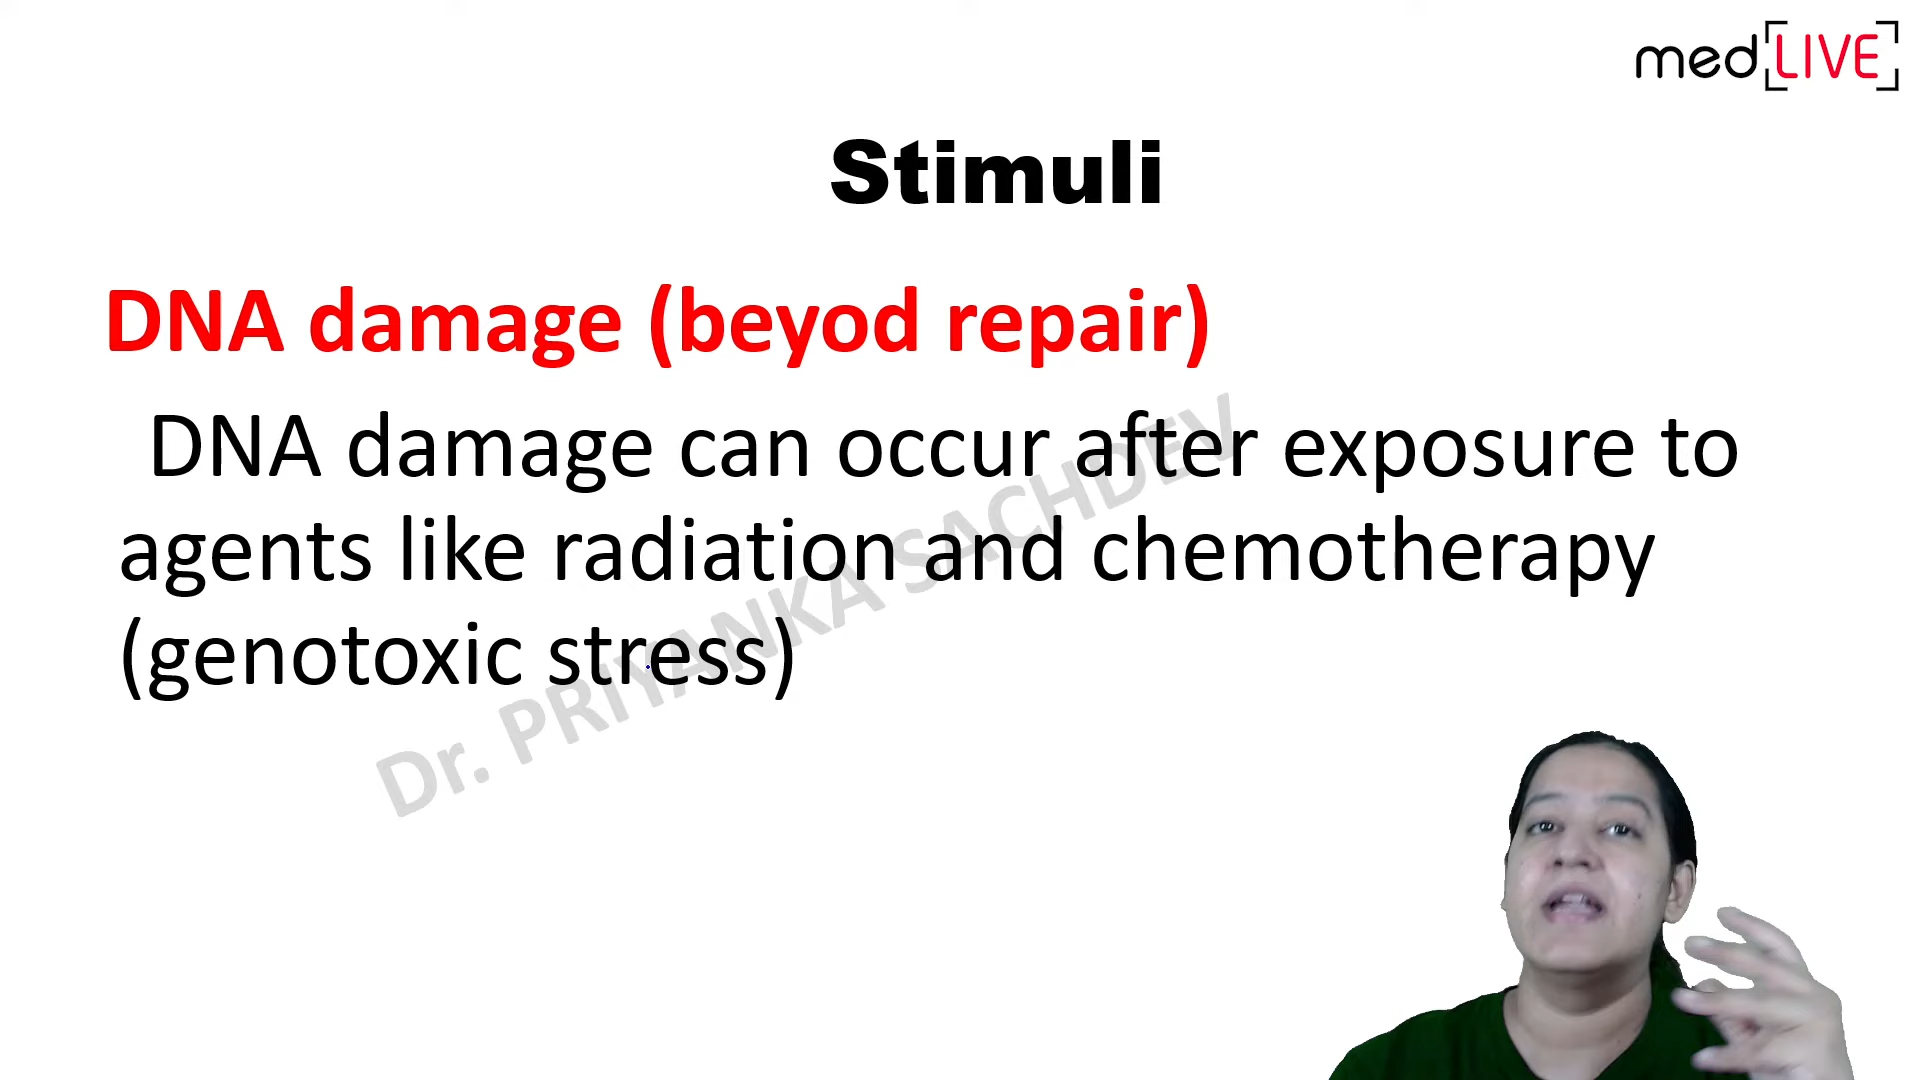 med[LIVE]
Stimuli
DNA damage (beyod repair)
DNA damage can occur after exposure to
agents like radiation and chemotherapy
(genotoxic stress)
Dr. PRIYANKA SACHDEV